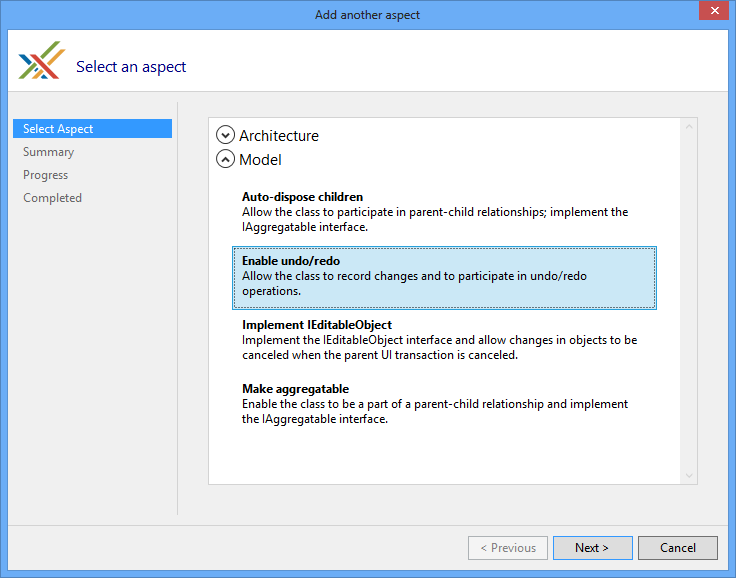 Add another aspect
Select an aspect
Select Aspect
Summary
Progress
Completed
Architecture
Model
Auto-dispose children
Allow the class to participate in parent-child relationships; implement the
IAggregatable interface.
Enable undo/redo
Allow the class to record changes and to participate in undo/redo
operations.
Implement IEditableObject
Implement the IEditableObject interface and allow changes in objects to be
canceled when the parent UI transaction is canceled.
Make aggregatable
Enable the class to be a part of a parent-child relationship and implement
the IAggregatable interface.
< Previous
Next >
Cancel